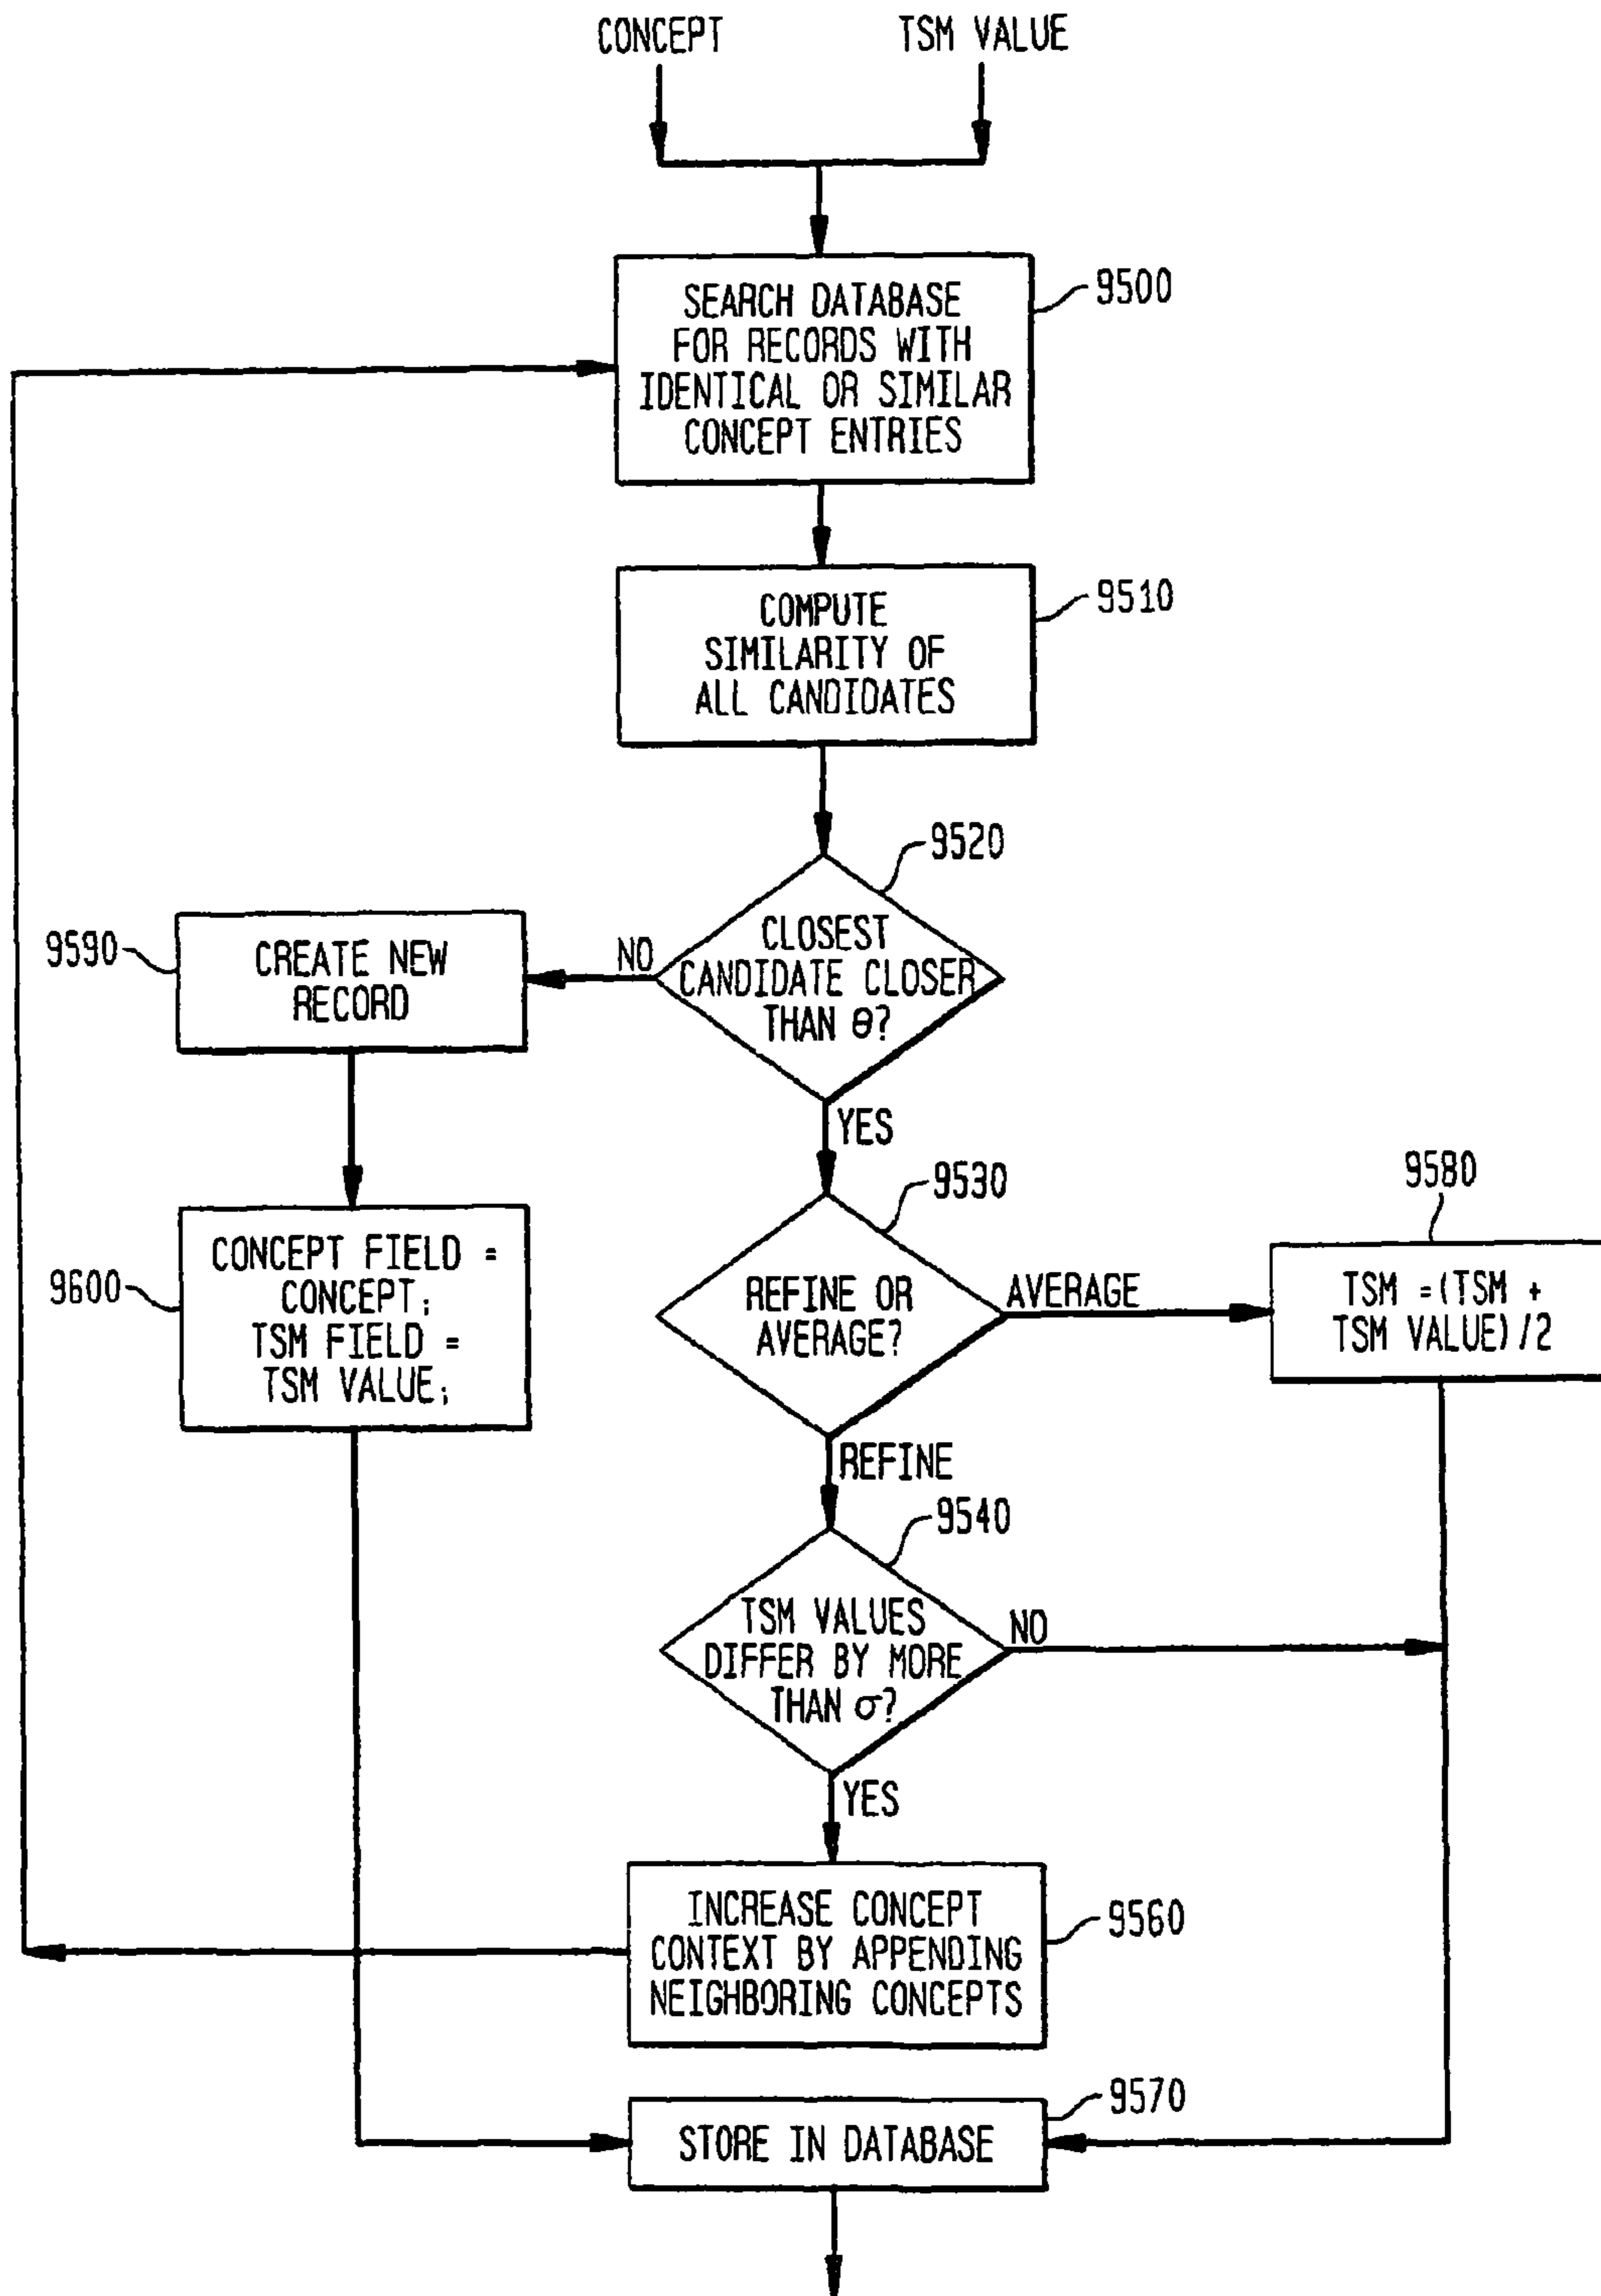 CONCEPT
TSM VALUE
SEARCH DATABASE
FOR RECORDS WITH
IDENTICAL OR SIMILAR
CONCEPT ENTRIES
9500
COMPUTE
SIMILARITY OF
ALL CANDIDATES
9510
CLOSEST
CANDIDATE CLOSER
THAN θ?
9520
NO
CREATE NEW
RECORD
9590
YES
CONCEPT FIELD =
CONCEPT;
TSM FIELD =
TSM VALUE;
9600
REFINE OR
AVERAGE?
9530
AVERAGE
9580
TSM =(TSM +
TSM VALUE)/2
REFINE
TSM VALUES
DIFFER BY MORE
THAN σ?
9540
NO
YES
INCREASE CONCEPT
CONTEXT BY APPENDING
NEIGHBORING CONCEPTS
9560
STORE IN DATABASE
9570